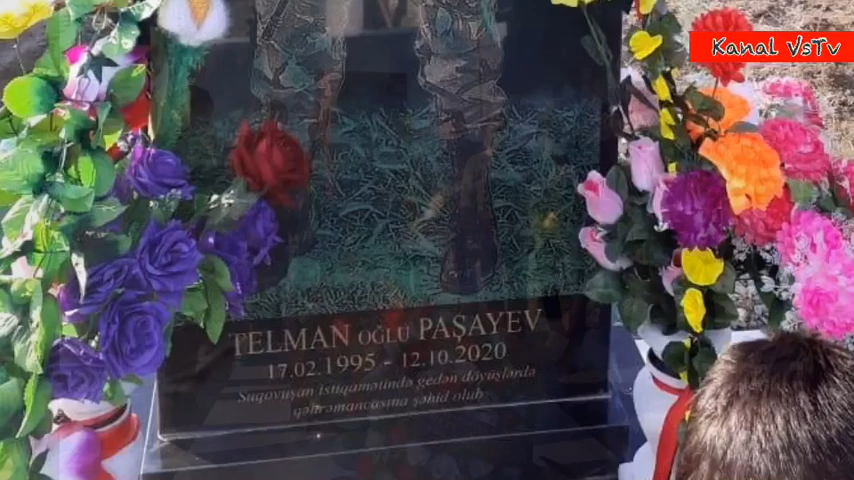 Kanal VsTv
TELMAN OĞLU PAŞAYEV
17.02.1995 - 12.10.2020
Suqovuşan istiqamətində gedən döyüşlərdə
qəhrəmancasına şəhid olub